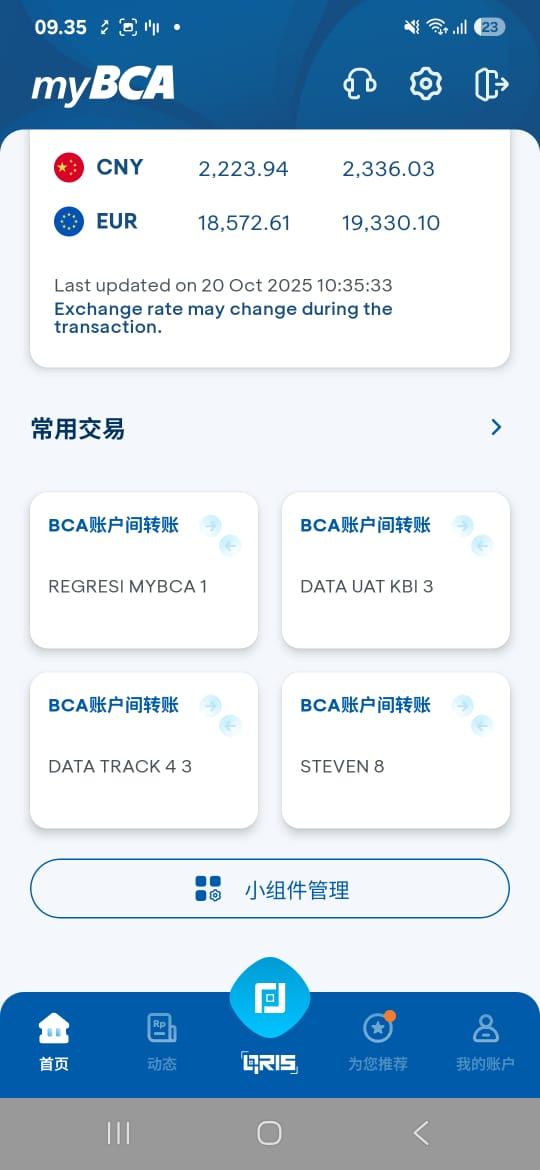 09.35
23
myBCA
CNY 2,223.94 2,336.03
EUR 18,572.61 19,330.10
Last updated on 20 Oct 2025 10:35:33
Exchange rate may change during the
transaction.
常用交易
BCA账户间转账
REGRESI MYBCA 1
BCA账户间转账
DATA UAT KBI 3
BCA账户间转账
DATA TRACK 4 3
BCA账户间转账
STEVEN 8
小组件管理
首页
Rp
动态
QRIS
为您推荐
我的账户